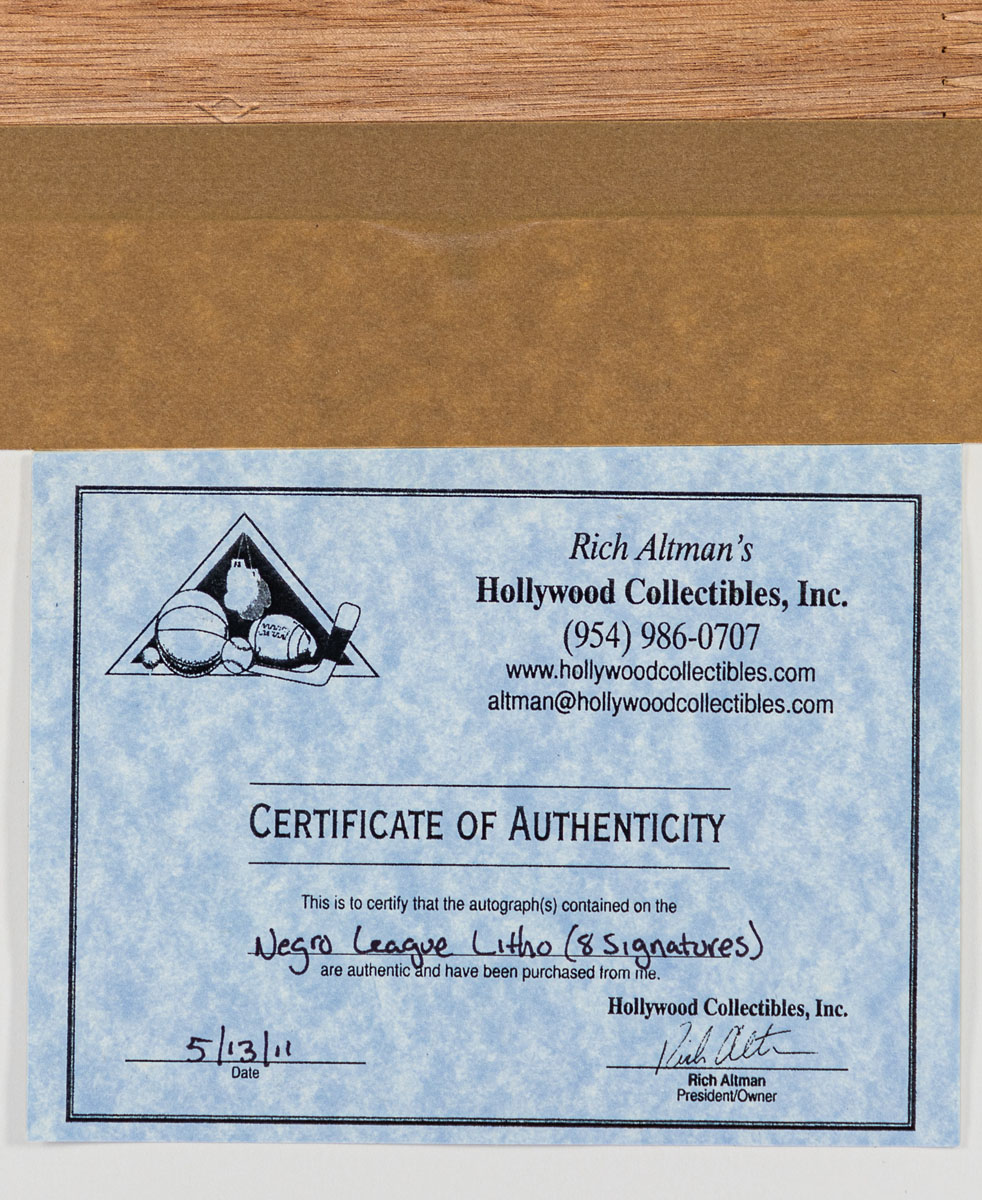 Rich Altman's
Hollywood Collectibles, Inc.
(954) 986-0707
www.hollywoodcollectibles.com
altman@hollywoodcollectibles.com
CERTIFICATE OF AUTHENTICITY
This is to certify that the autograph(s) contained on the
Negro League Litho (8 signatures)
are authentic and have been purchased from me.
Hollywood Collectibles, Inc.
5/13/11
Rich Altman
Date
Rich Altman
President/Owner